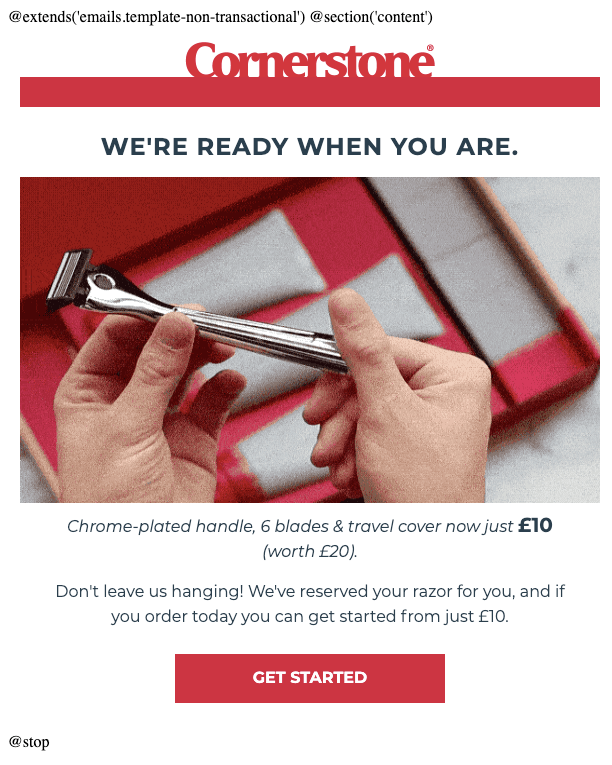 @extends('emails.template-non-transactional') @section('content')
Cornerstone®
WE'RE READY WHEN YOU ARE.
Chrome-plated handle, 6 blades & travel cover now just £10
(worth £20).
Don't leave us hanging! We've reserved your razor for you, and if
you order today you can get started from just £10.
GET STARTED
@stop